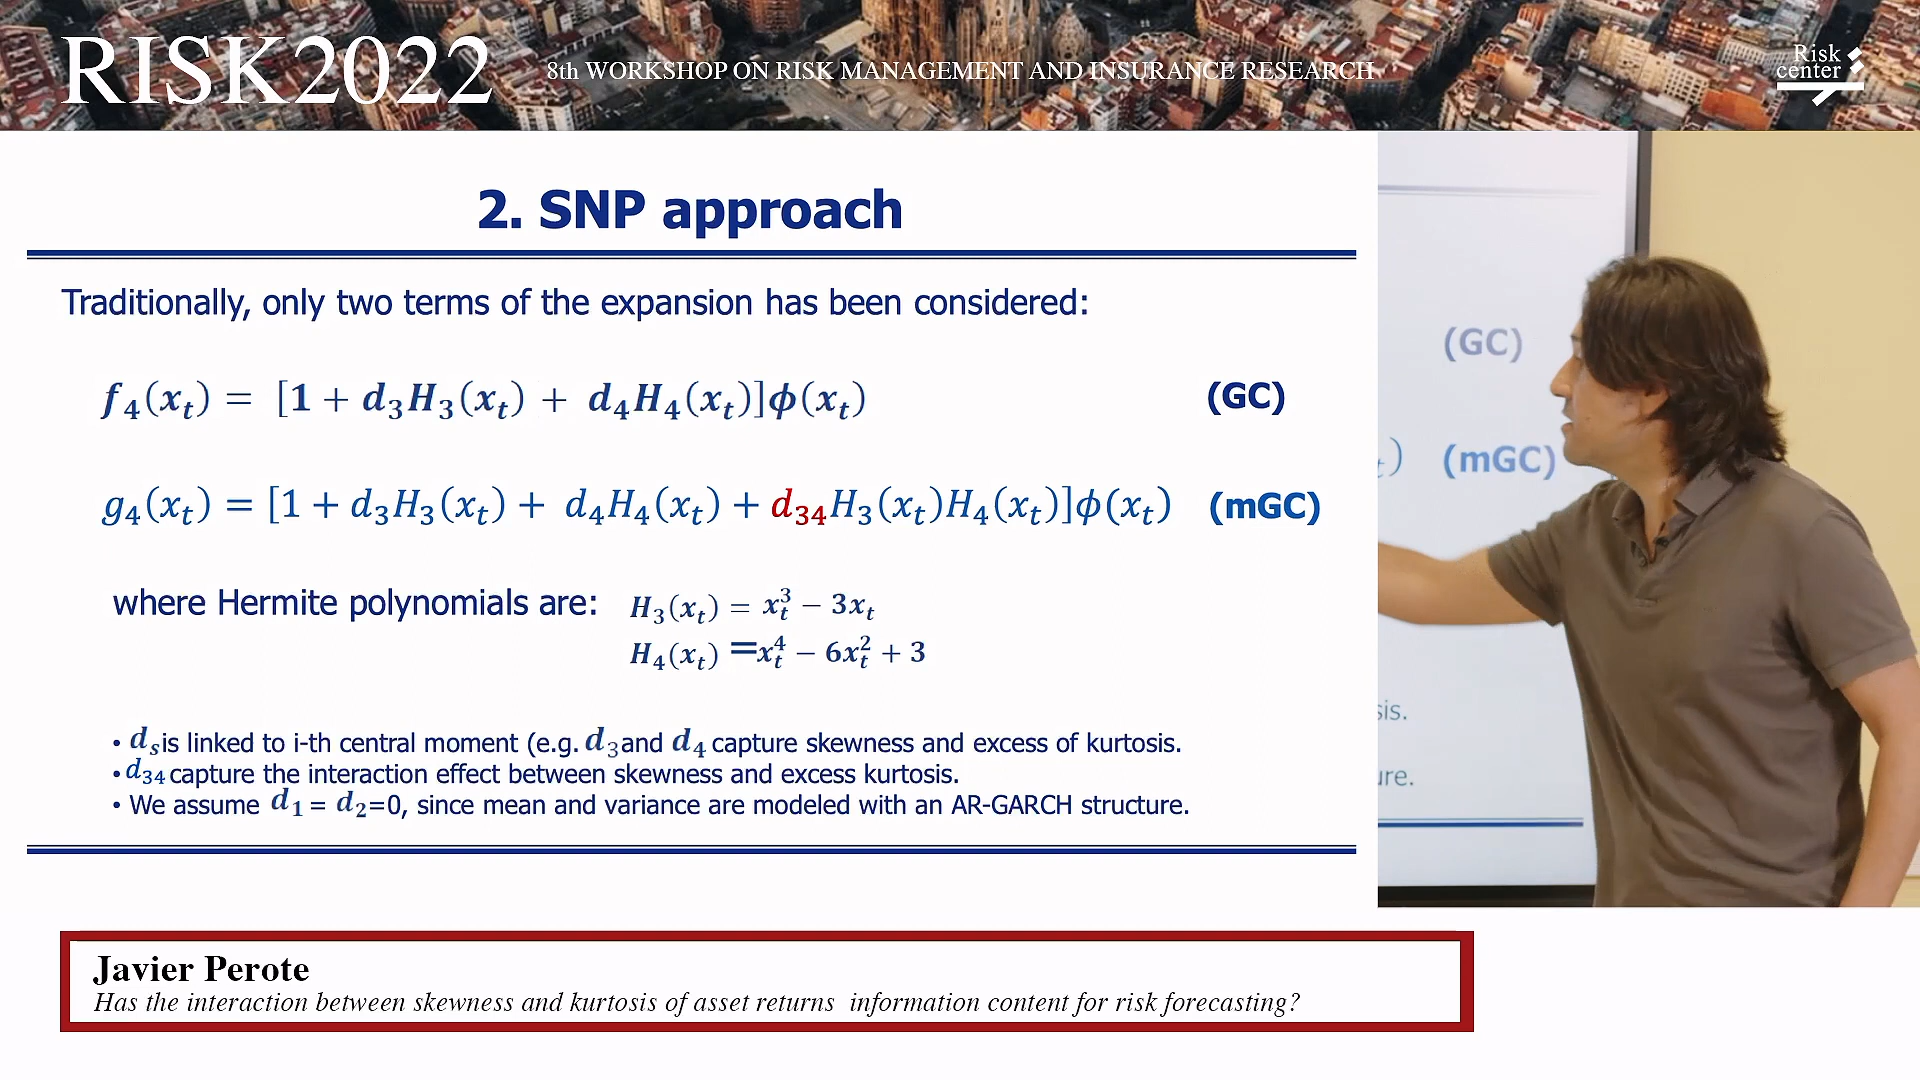 RISK2022
8th WORKSHOP ON RISK MANAGEMENT AND INSURANCE RESEARCH
Risk
center
2. SNP approach
Traditionally, only two terms of the expansion has been considered:
f₄(xₜ) = [1 + d₃H₃(xₜ) + d₄H₄(xₜ)]ϕ(xₜ) (GC)
g₄(xₜ) = [1 + d₃H₃(xₜ) + d₄H₄(xₜ) + d₃₄H₃(xₜ)H₄(xₜ)]ϕ(xₜ) (mGC)
where Hermite polynomials are: H₃(xₜ) = xₜ³ − 3xₜ
H₄(xₜ) =xₜ⁴ − 6xₜ² + 3
• dₛis linked to i-th central moment (e.g. d₃and d₄ capture skewness and excess of kurtosis.
• d₃₄ capture the interaction effect between skewness and excess kurtosis.
• We assume d₁ = d₂=0, since mean and variance are modeled with an AR-GARCH structure.
(GC)
ₜ) (mGC)
sis.
ure.
Javier Perote
Has the interaction between skewness and kurtosis of asset returns information content for risk forecasting?